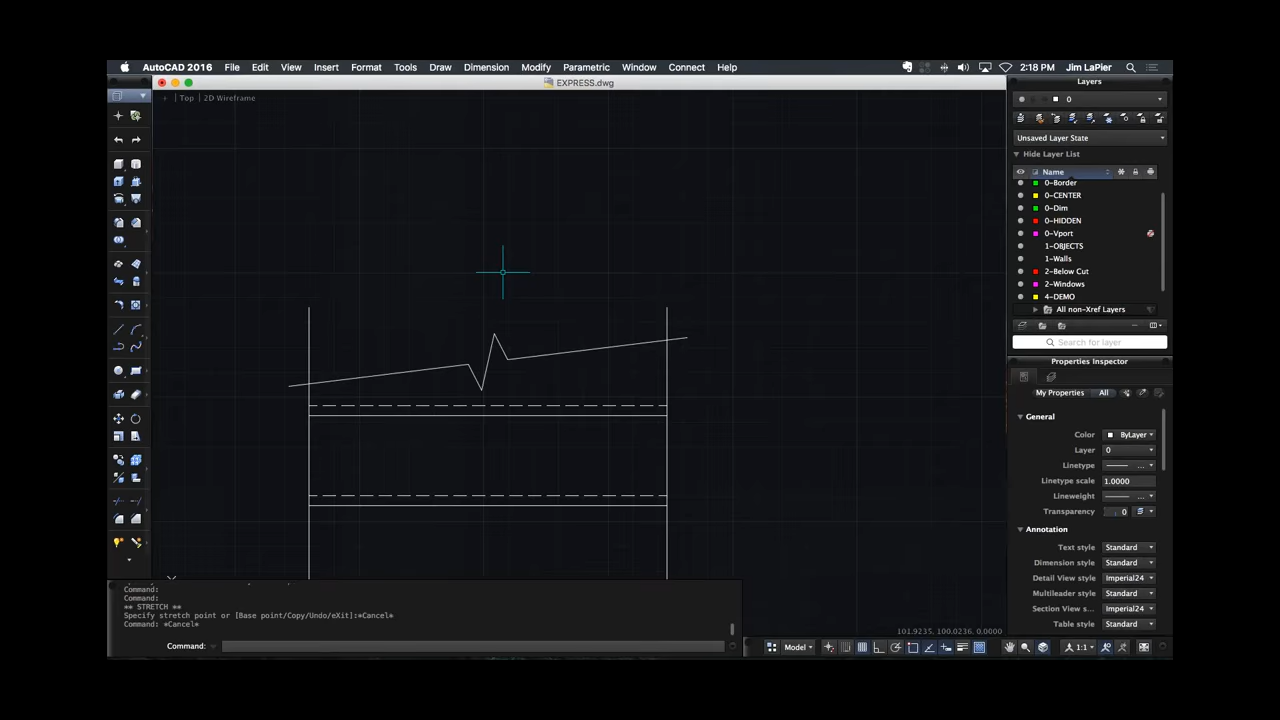 AutoCAD 2016 File Edit View Insert Format Tools Draw Dimension Modify Parametric Window Connect Help 2:18 PM Jim LaPier
EXPRESS.dwg
Layers
+ | Top | 2D Wireframe
0
Unsaved Layer State
Hide Layer List
Name
0-Border
0-CENTER
0-Dim
0-HIDDEN
0-Vport
1-OBJECTS
1-Walls
2-Below Cut
2-Windows
4-DEMO
All non-Xref Layers
Search for layer
Properties Inspector
My Properties All
General
Color ByLayer
Layer 0
Linetype ...
Linetype scale 1.0000
Lineweight ...
Transparency 0
Annotation
Text style Standard
Dimension style Standard
Detail View style Imperial24
Multileader style Standard
Section View s... Imperial24
Table style Standard
Command:
Command:
** STRETCH **
Specify stretch point or [Base point/Copy/Undo/eXit]:*Cancel*
Command: *Cancel*
101.9235, 100.0236, 0.0000
Command:
Model
1:1